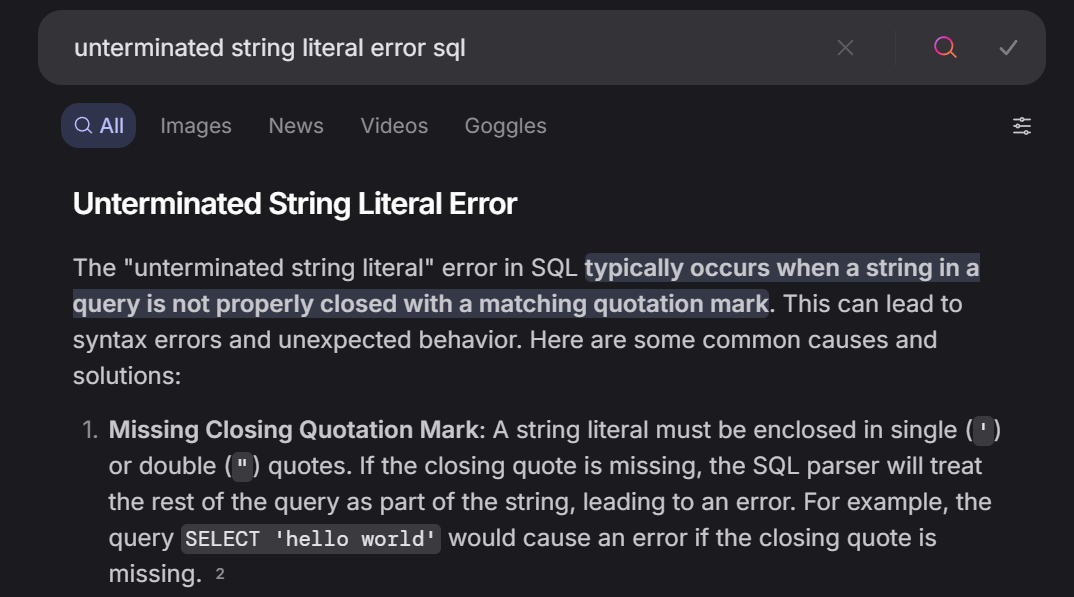 unterminated string literal error sql
All Images News Videos Goggles
Unterminated String Literal Error
The "unterminated string literal" error in SQL typically occurs when a string in a
query is not properly closed with a matching quotation mark. This can lead to
syntax errors and unexpected behavior. Here are some common causes and
solutions:
1. Missing Closing Quotation Mark: A string literal must be enclosed in single (')
or double (") quotes. If the closing quote is missing, the SQL parser will treat
the rest of the query as part of the string, leading to an error. For example, the
query SELECT 'hello world' would cause an error if the closing quote is
missing. 2